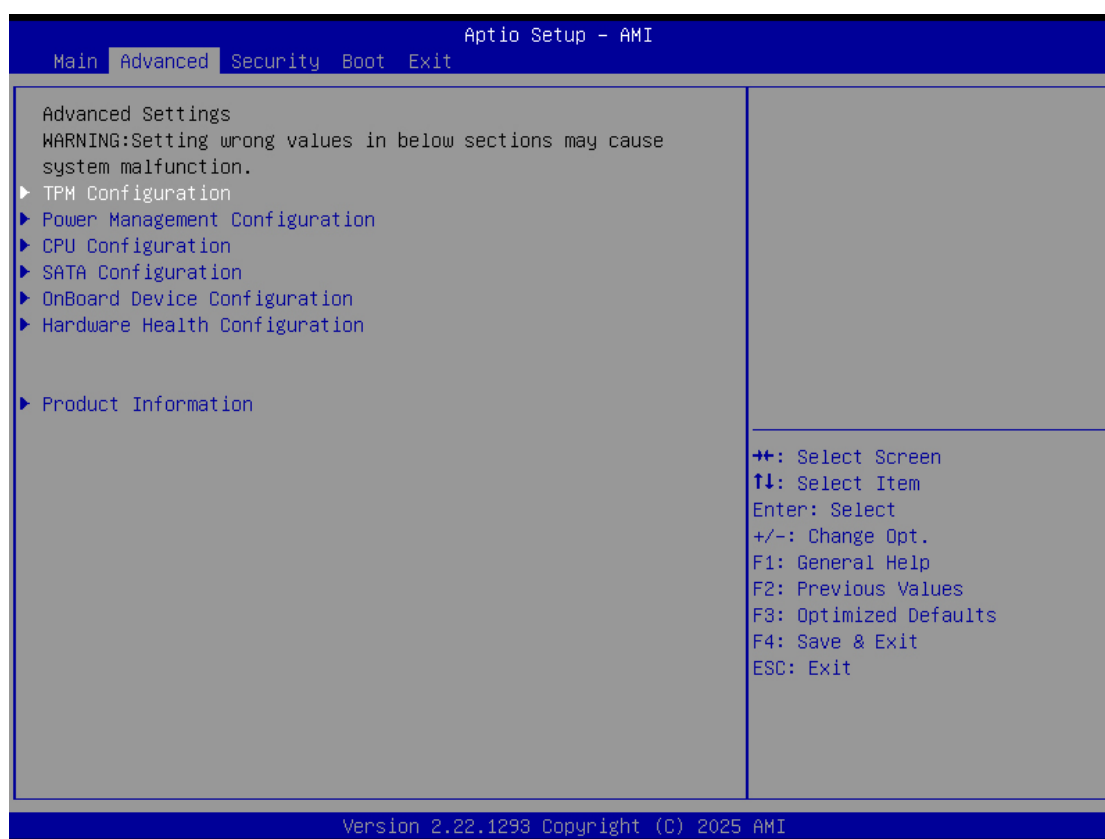 Aptio Setup – AMI
Main Advanced Security Boot Exit
Advanced Settings
WARNING:Setting wrong values in below sections may cause
system malfunction.
▶ TPM Configuration
▶ Power Management Configuration
▶ CPU Configuration
▶ SATA Configuration
▶ OnBoard Device Configuration
▶ Hardware Health Configuration
▶ Product Information
→←: Select Screen
↑↓: Select Item
Enter: Select
+/-: Change Opt.
F1: General Help
F2: Previous Values
F3: Optimized Defaults
F4: Save & Exit
ESC: Exit
Version 2.22.1293 Copyright (C) 2025 AMI